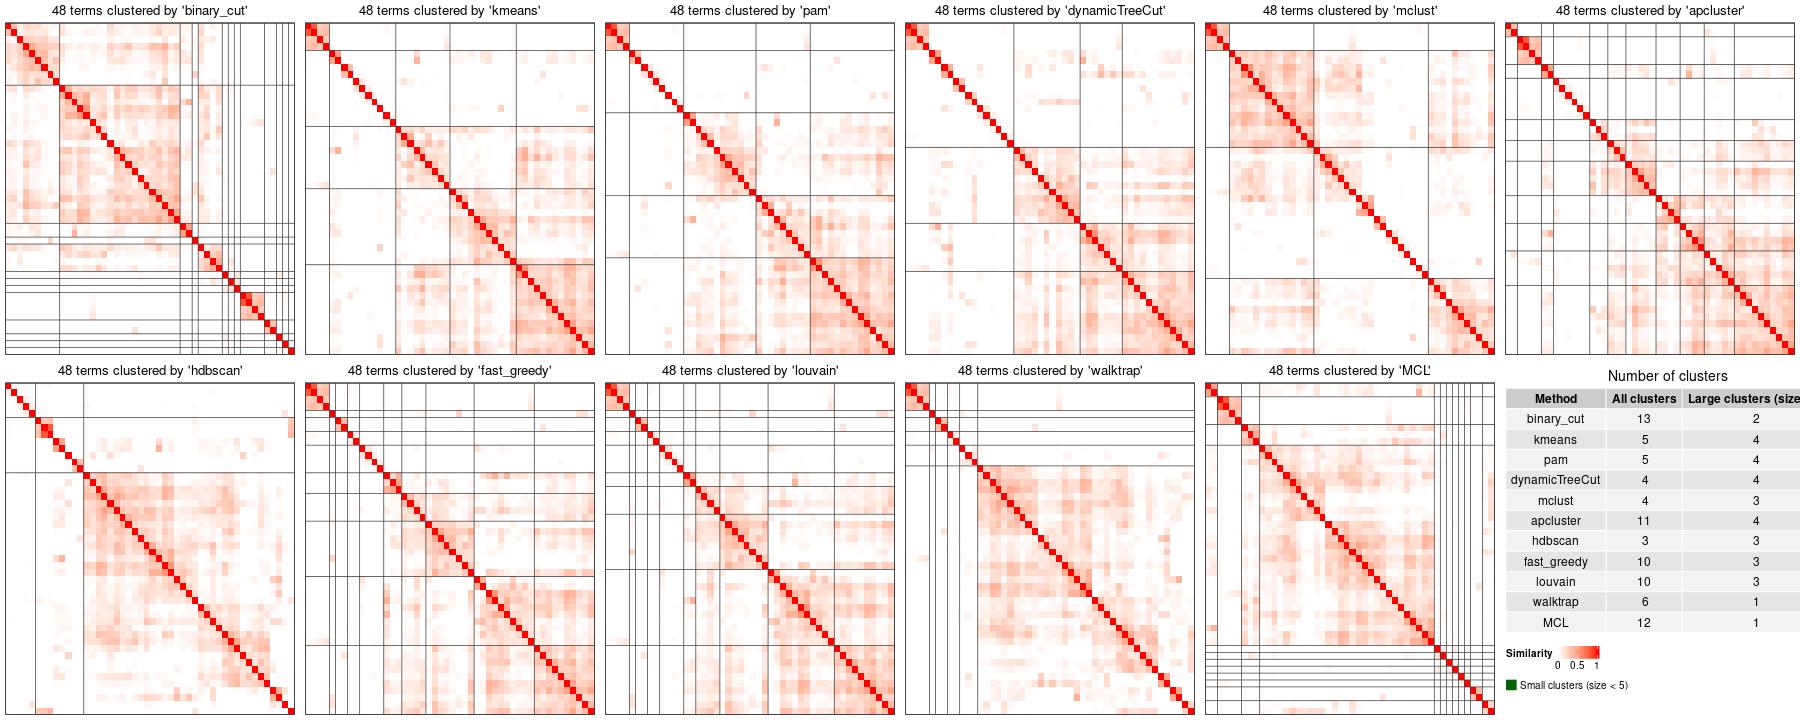 48 terms clustered by 'binary_cut'
48 terms clustered by 'kmeans'
48 terms clustered by 'pam'
48 terms clustered by 'dynamicTreeCut'
48 terms clustered by 'mclust'
48 terms clustered by 'apcluster'
48 terms clustered by 'hdbscan'
48 terms clustered by 'fast_greedy'
48 terms clustered by 'louvain'
48 terms clustered by 'walktrap'
48 terms clustered by 'MCL'
Number of clusters
Method All clusters Large clusters (size
binary_cut 13 2
kmeans 5 4
pam 5 4
dynamicTreeCut 4 4
mclust 4 3
apcluster 11 4
hdbscan 3 3
fast_greedy 10 3
louvain 10 3
walktrap 6 1
MCL 12 1
Similarity
0 0.5 1
Small clusters (size < 5)